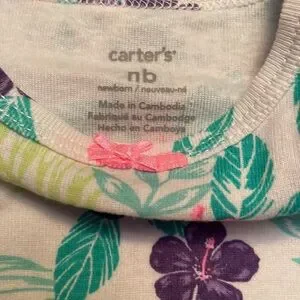 carter's®
nb
newborn / nouveau-né
Made in Cambodia
Fabriqué au Cambodge
Hecho en Camboya